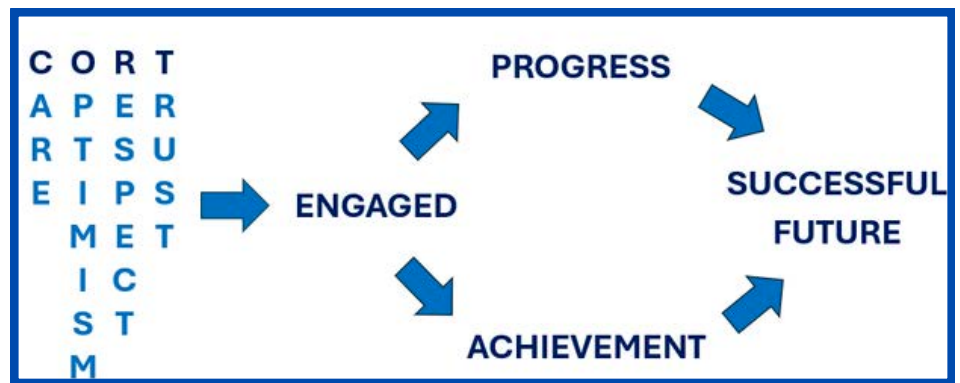 C O R T
A P E R
R T S U
E I P S
M E T
I C
S T
M
ENGAGED
PROGRESS
ACHIEVEMENT
SUCCESSFUL
FUTURE